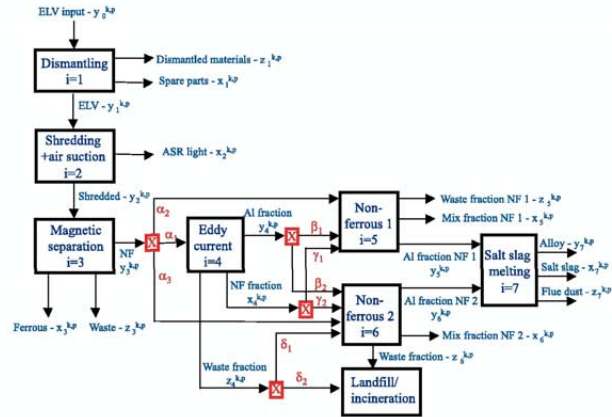 ELV input - y₀ᵏ,ᵖ
Dismantling
i=1
Dismantled materials - z₁ᵏ,ᵖ
Spare parts - x₁ᵏ,ᵖ
ELV - y₁ᵏ,ᵖ
Shredding
+air suction
i=2
ASR light - x₂ᵏ,ᵖ
Shredded - y₂ᵏ,ᵖ
Magnetic
separation
i=3
NF
y₃ᵏ,ᵖ
X
α₂
α₁
α₃
Ferrous - x₃ᵏ,ᵖ
Waste - z₃ᵏ,ᵖ
Eddy
current
i=4
Al fraction
y₄ᵏ,ᵖ
X
β₁
γ₁
β₂
γ₂
NF fraction
x₄ᵏ,ᵖ
X
Waste fraction
z₄ᵏ,ᵖ
X
δ₁
δ₂
Non-
ferrous 1
i=5
Waste fraction NF 1 - z₅ᵏ,ᵖ
Mix fraction NF 1 - x₅ᵏ,ᵖ
Al fraction NF 1
y₅ᵏ,ᵖ
Non-
ferrous 2
i=6
Al fraction NF 2
y₆ᵏ,ᵖ
Mix fraction NF 2 - x₆ᵏ,ᵖ
Waste fraction - z₆ᵏ,ᵖ
Landfill/
incineration
Salt slag
melting
i=7
Alloy - y₇ᵏ,ᵖ
Salt slag - x₇ᵏ,ᵖ
Flue dust - z₇ᵏ,ᵖ